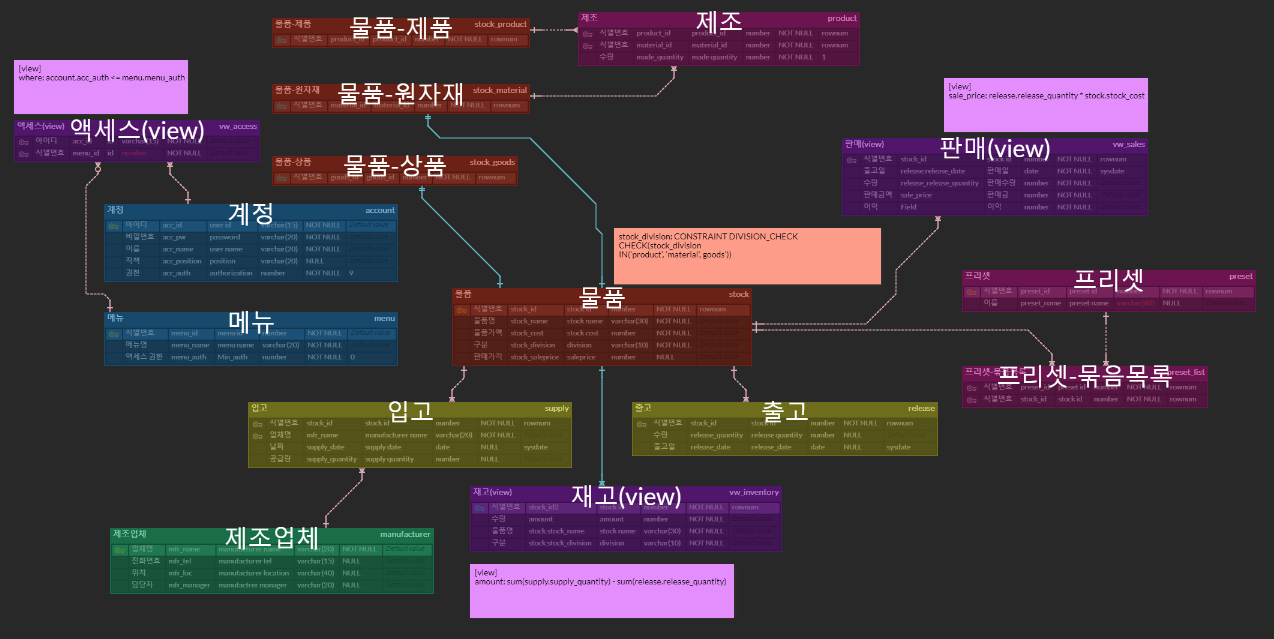 물품-제품 stock_product
물품-제품
식별번호 product_id product_id number NOT NULL rownum
제조 product
제조
식별번호 product_id product_id number NOT NULL rownum
식별번호 material_id material_id number NOT NULL rownum
수량 made_quantity made quantity number NOT NULL 1
[view]
where: account.acc_auth <= menu.menu_auth
물품-원자재 stock_material
물품-원자재
식별번호 material_id material_id number NOT NULL rownum
[view]
sale_price: release.release_quantity * stock.stock_cost
액세스(view) vw_access
액세스(view)
아이디 acc_id id varchar(15) NOT NULL
식별번호 menu_id id number NOT NULL
물품-상품 stock_goods
물품-상품
식별번호 goods_id goods_id number NOT NULL rownum
판매(view) vw_sales
판매(view)
식별번호 stock_id stock id number NOT NULL rownum
출고일 release.release_date 판매일 date NOT NULL sysdate
수량 release.release_quantity 판매수량 number NOT NULL
판매금액 sale_price 판매금 number NOT NULL
이익 Field 이익 number NOT NULL
계정 account
계정
아이디 acc_id user id varchar(15) NOT NULL Default value
비밀번호 acc_pw password varchar(20) NOT NULL
이름 acc_name user name varchar(20) NOT NULL
직책 acc_position position varchar(20) NULL
권한 acc_auth authorization number NOT NULL 9
stock_division: CONSTRAINT DIVISION_CHECK
CHECK(stock_division
IN('product', 'material', goods'))
물품 stock
물품
식별번호 stock_id stock id number NOT NULL rownum
물품명 stock_name stock name varchar(30) NOT NULL
물품가액 stock_cost stock cost number NOT NULL
구분 stock_division division varchar(10) NOT NULL
판매가격 stock_saleprice saleprice number NULL
프리셋 preset
프리셋
식별번호 preset_id preset id number NOT NULL rownum
이름 preset_name preset name varchar(40) NULL
메뉴 menu
메뉴
식별번호 menu_id menu id number NOT NULL
메뉴명 menu_name menu name varchar(20) NOT NULL
액세스 권한 menu_auth Min_auth number NOT NULL 0
preset_list
프리셋-묶음목록
식별번호 preset_id preset id number NOT NULL rownum
식별번호 stock_id stock id number NOT NULL rownum
입고 supply
입고
식별번호 stock_id stock id number NOT NULL rownum
업체명 mfr_name manufacturer name varchar(20) NOT NULL
날짜 supply_date supply date date NOT NULL sysdate
공급량 supply_quantity supply quantity number NULL
출고 release
출고
식별번호 stock_id stock id number NOT NULL rownum
수량 release_quantity release quantity number NULL
출고일 release_date release_date date NULL sysdate
재고(view) vw_inventory
재고(view)
식별번호 stock_id2 stock id number NOT NULL rownum
수량 amount amount number NOT NULL
물품명 stock.stock_name stock name varchar(30) NOT NULL
구분 stock.stock_division division varchar(10) NOT NULL
제조업체 manufacturer
제조업체
업체명 mfr_name manufacturer name varchar(20) NOT NULL Default value
전화번호 mfr_tel manufacturer tel varchar(15) NULL
위치 mfr_loc manufacturer location varchar(40) NULL
담당자 mfr_manager manufacturer manager varchar(20) NULL
[view]
amount: sum(supply.supply_quantity) - sum(release.release_quantity)